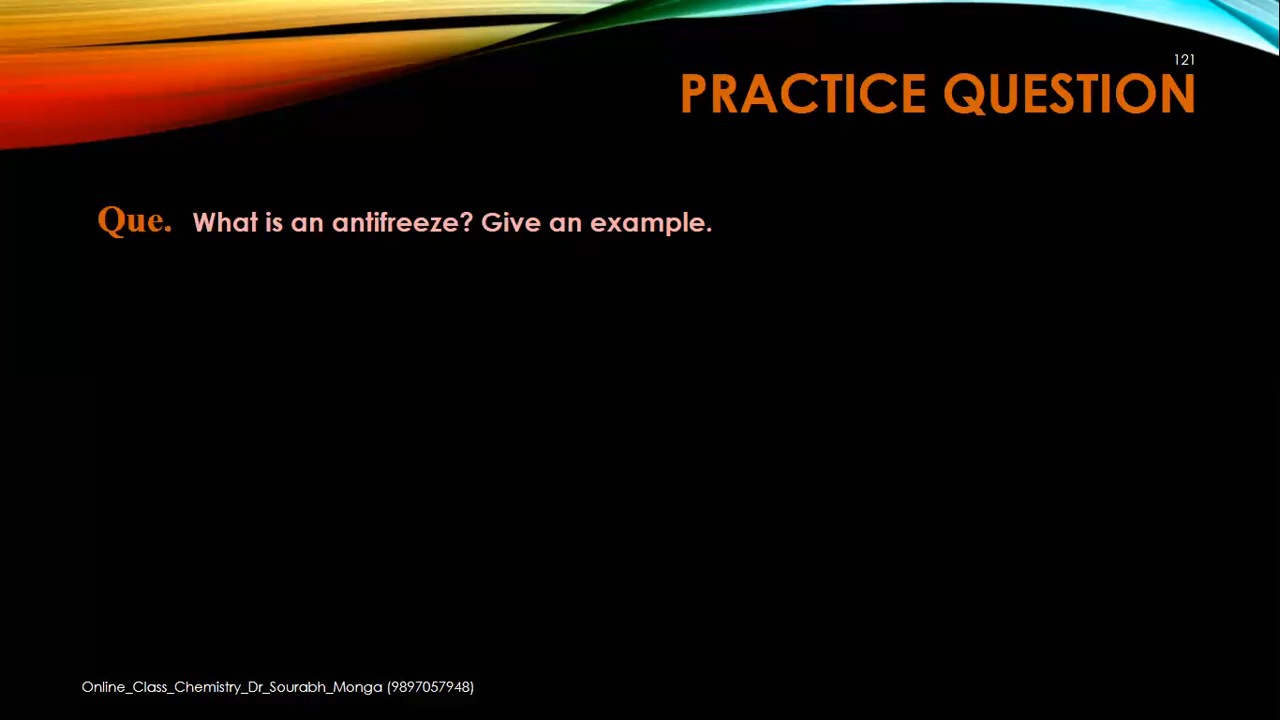 121
PRACTICE QUESTION
Que. What is an antifreeze? Give an example.
Online_Class_Chemistry_Dr_Sourabh_Monga (9897057948)